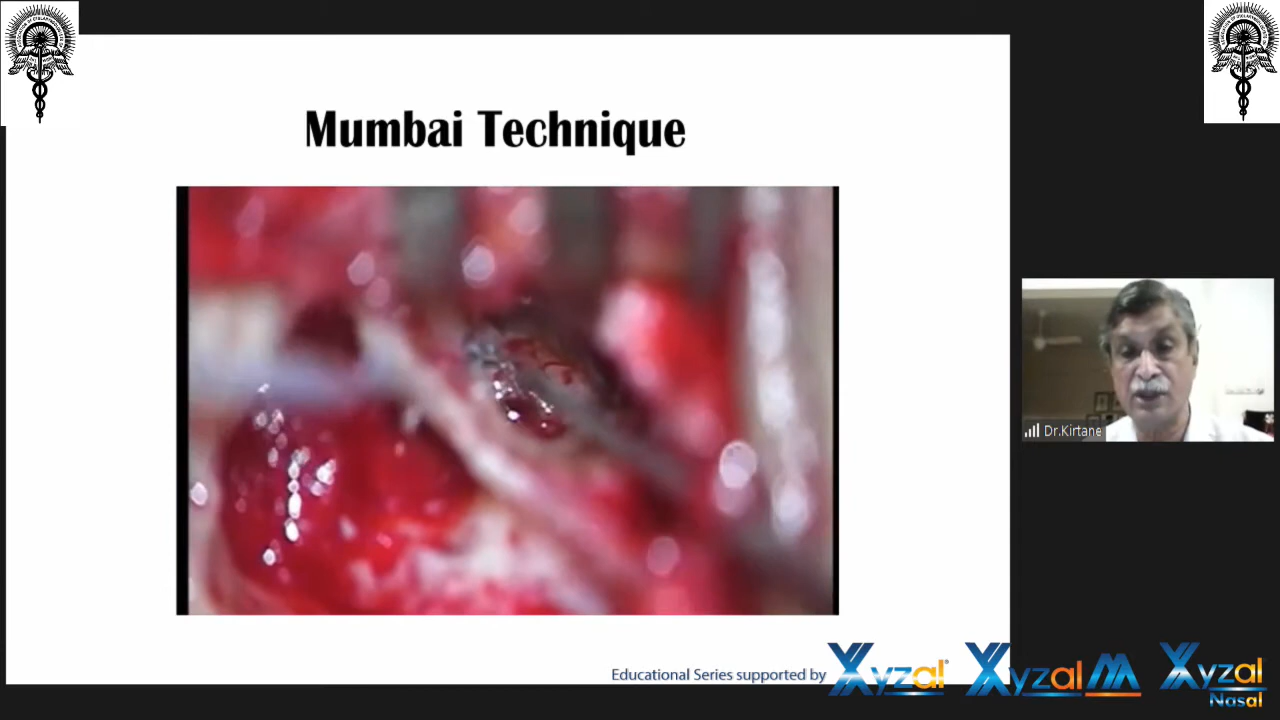 Mumbai Technique
Dr.Kirtane
Educational Series supported by
Xyzal®
Xyzal M
Xyzal
Nasal